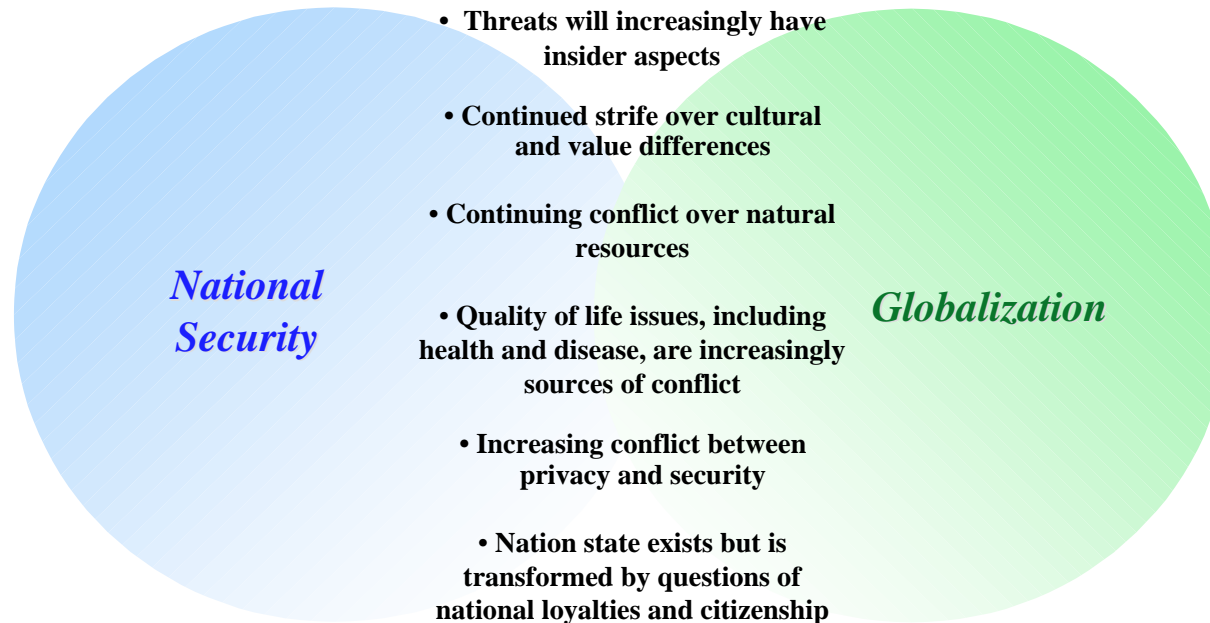 • Threats will increasingly have
insider aspects
• Continued strife over cultural
and value differences
• Continuing conflict over natural
resources
National
Security
Globalization
• Quality of life issues, including
health and disease, are increasingly
sources of conflict
• Increasing conflict between
privacy and security
• Nation state exists but is
transformed by questions of
national loyalties and citizenship